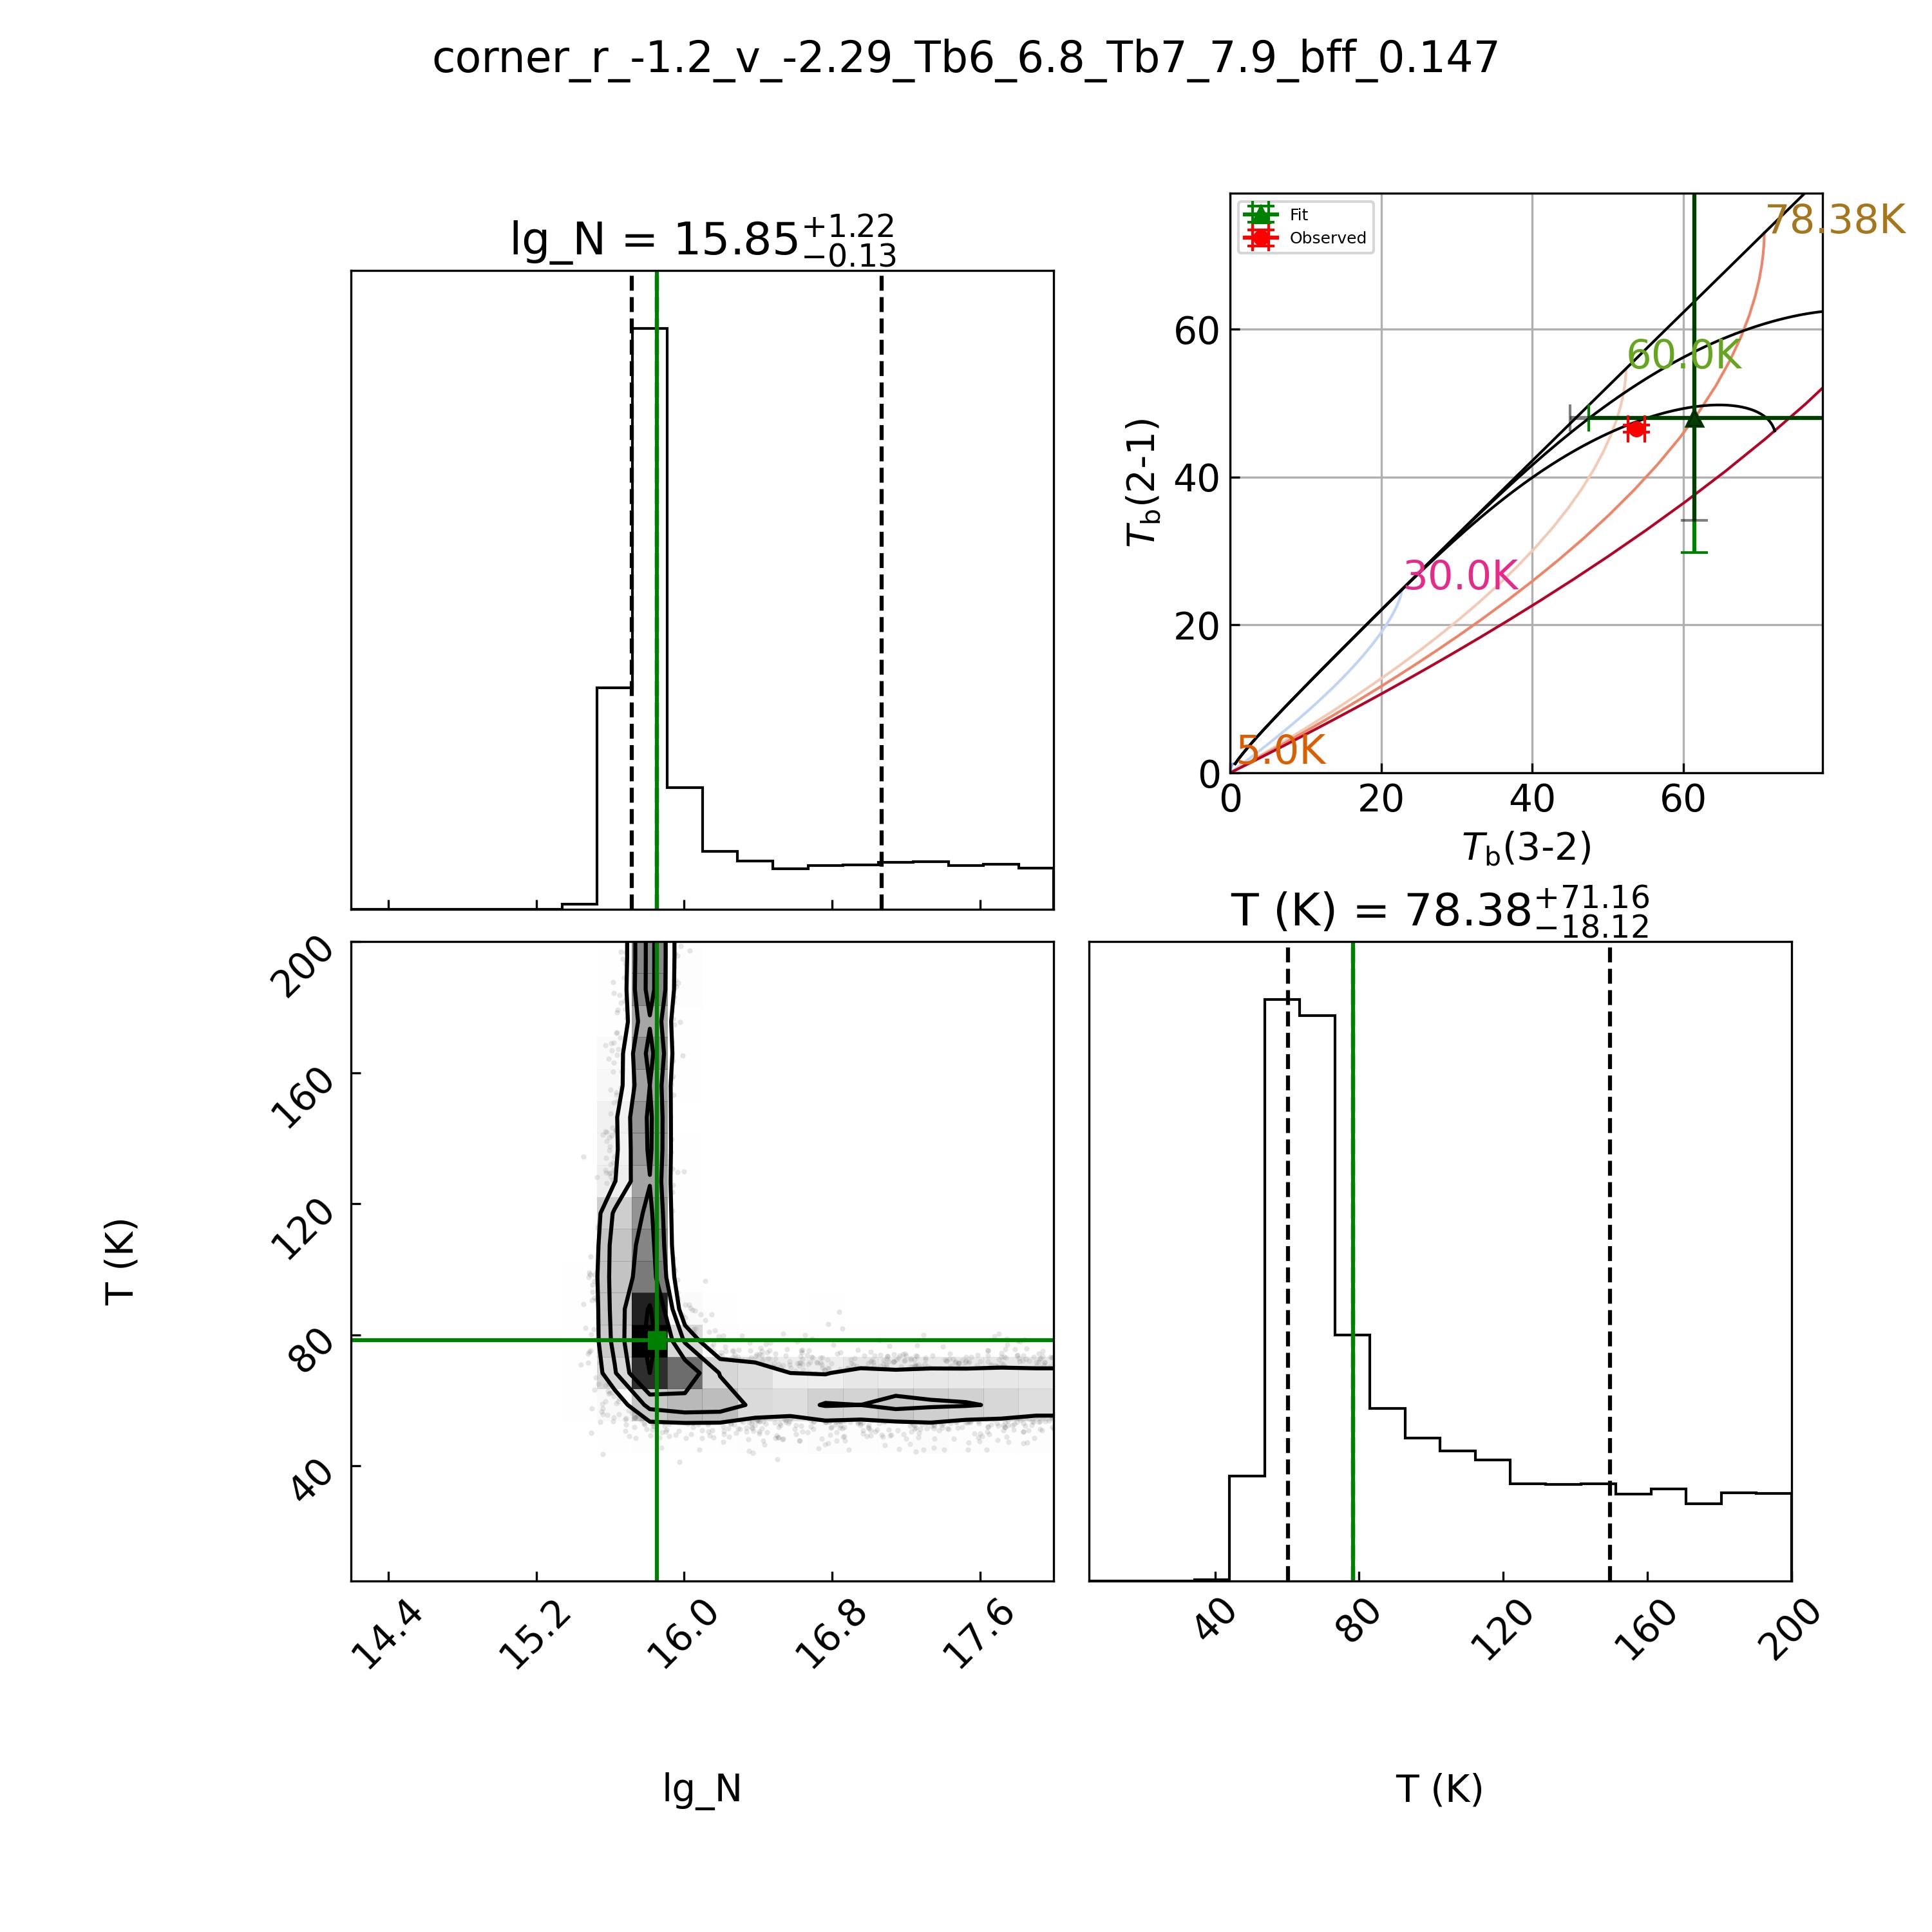 corner_r_-1.2_v_-2.29_Tb6_6.8_Tb7_7.9_bff_0.147
lg_N = 15.85 +1.22 −0.13
Fit
Observed
78.38K
60.0K
30.0K
5.0K
60
40
20
0
T_b(2-1)
0 20 40 60
T_b(3-2)
T (K) = 78.38 +71.16 −18.12
200
160
120
80
40
T (K)
14.4 15.2 16.0 16.8 17.6
lg_N
40 80 120 160 200
T (K)